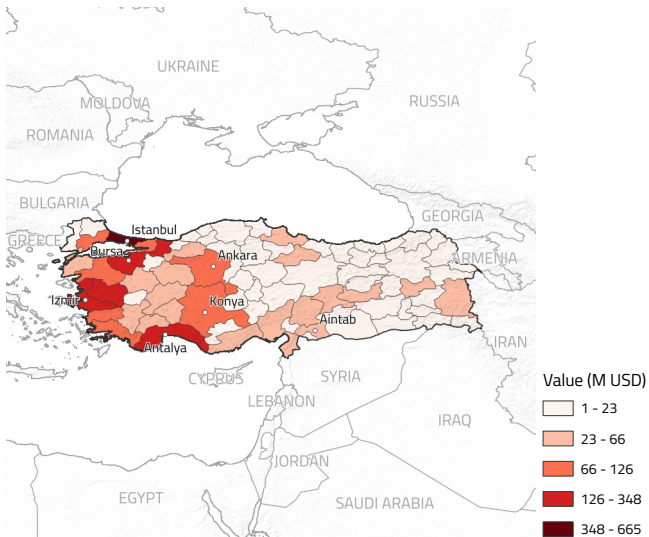 UKRAINE
MOLDOVA
RUSSIA
ROMANIA
BULGARIA
GEORGIA
Istanbul
GREECE
Bursa
Ankara
ARMENIA
Izmir
Konya
Aintab
Antalya
IRAN
CYPRUS
SYRIA
LEBANON
IRAQ
JORDAN
EGYPT
SAUDI ARABIA
Value (M USD)
1 - 23
23 - 66
66 - 126
126 - 348
348 - 665